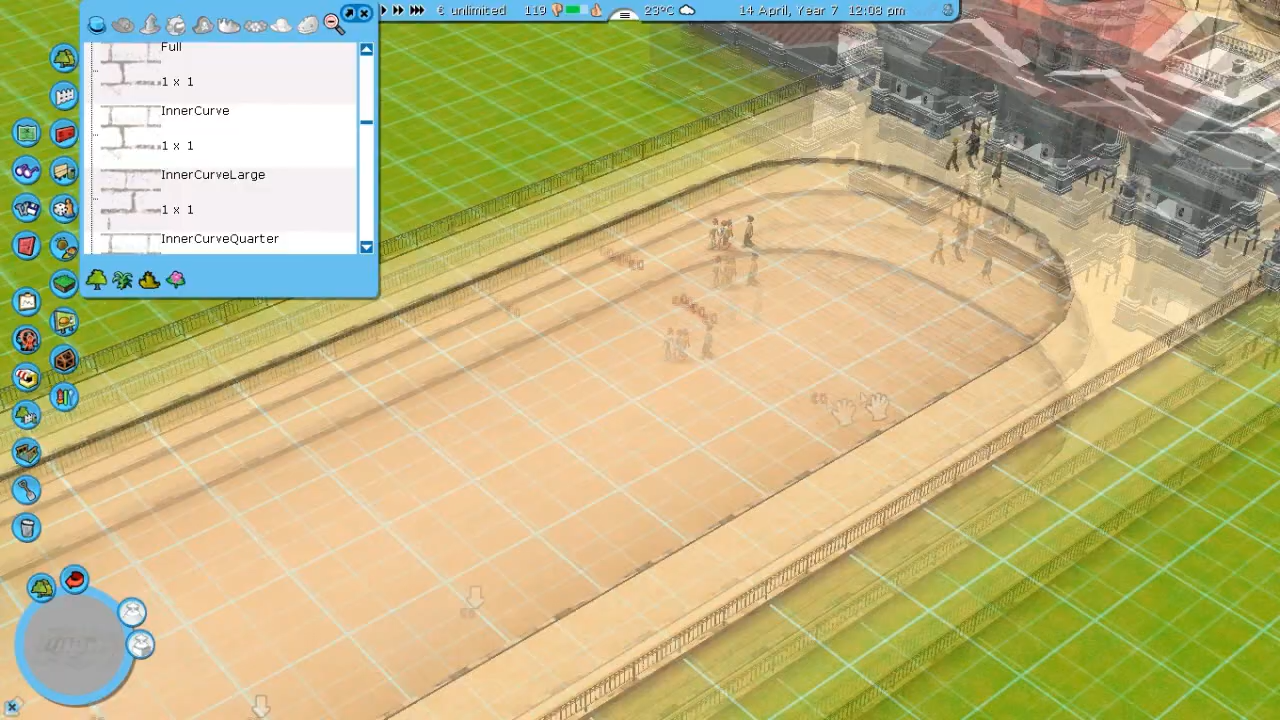 € unlimited 119 23°C 14 April, Year 7 12:08 pm
Full
1 x 1
InnerCurve
1 x 1
InnerCurveLarge
1 x 1
InnerCurveQuarter